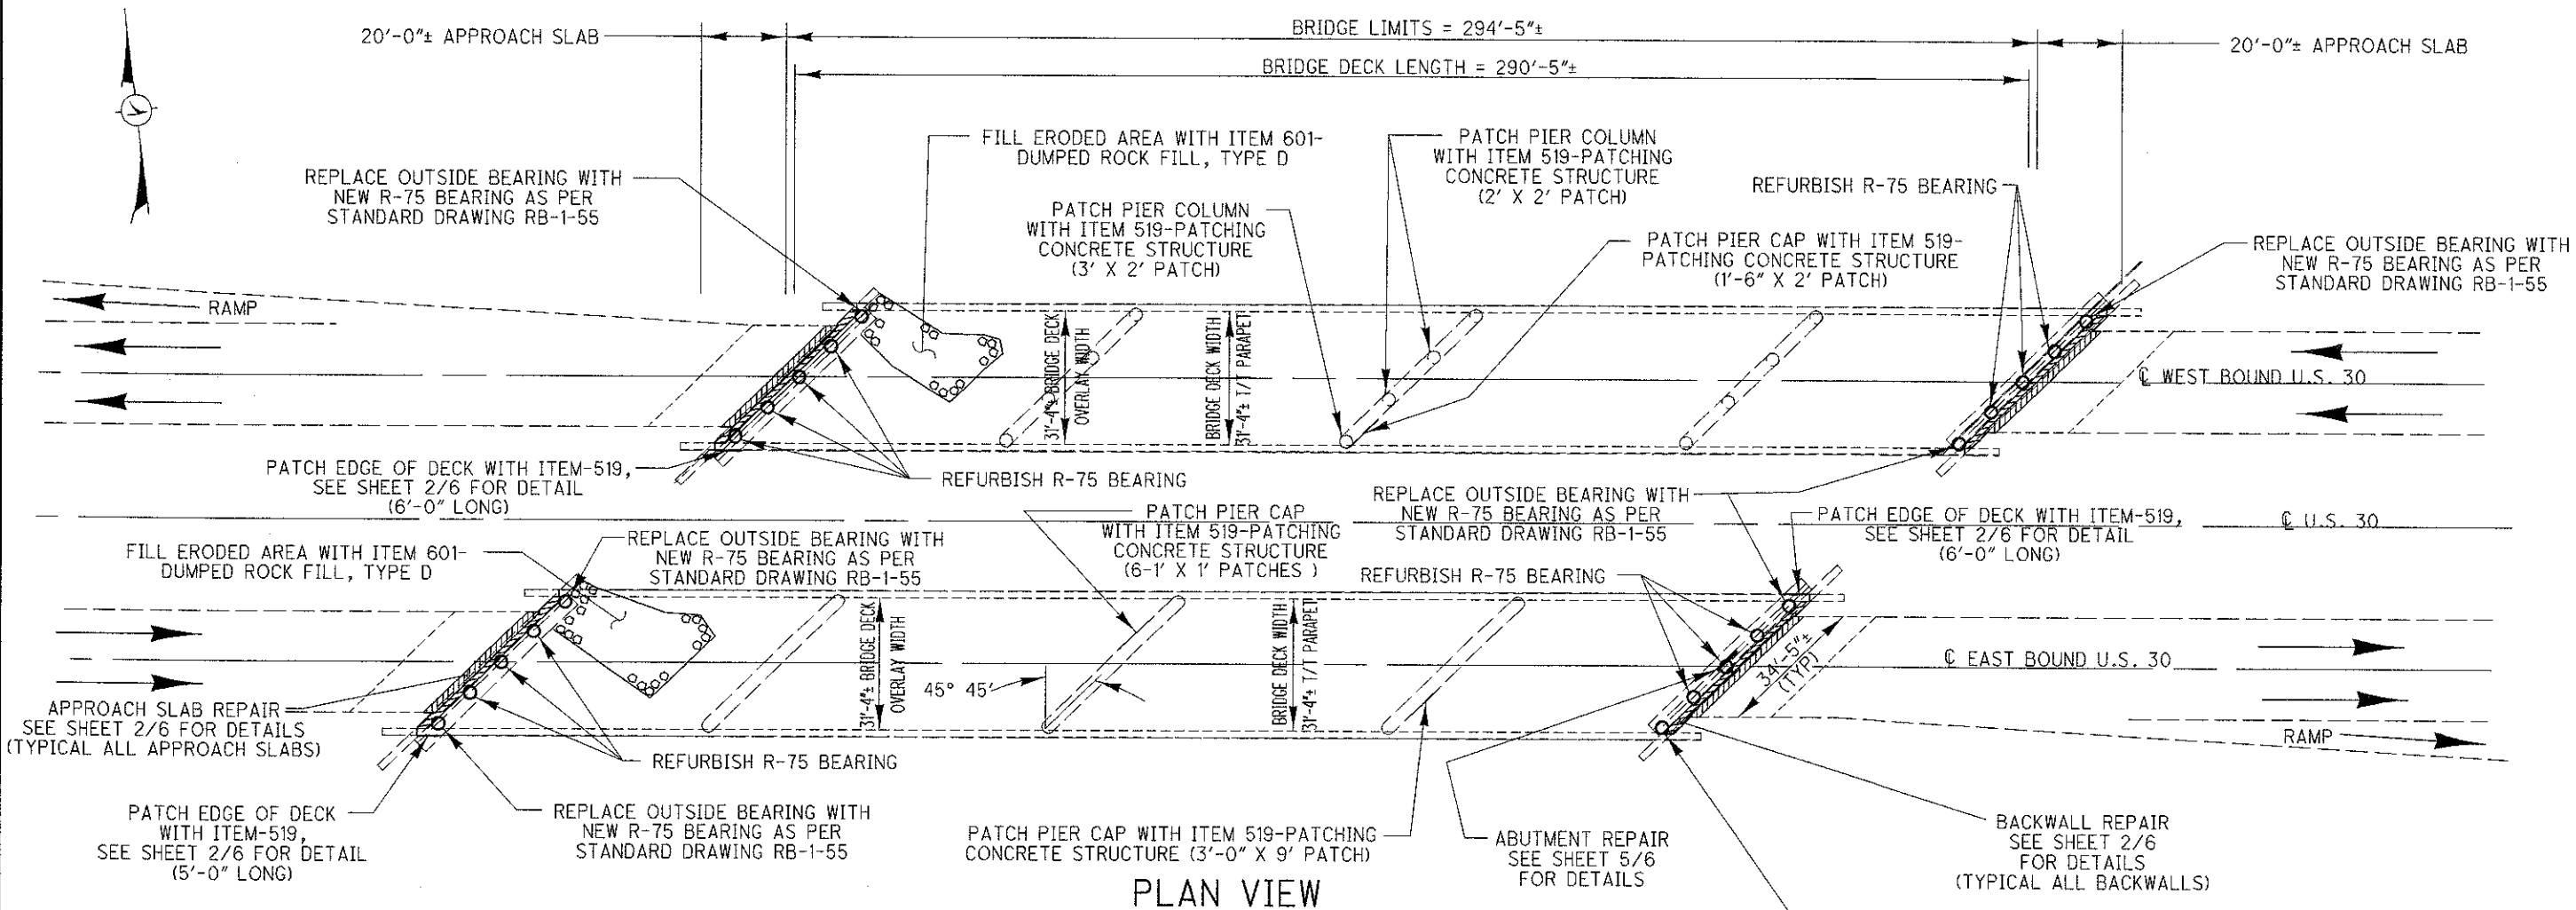 20'-0"± APPROACH SLAB
BRIDGE LIMITS = 294'-5"±
20'-0"± APPROACH SLAB
BRIDGE DECK LENGTH = 290'-5"±
FILL ERODED AREA WITH ITEM 601-
DUMPED ROCK FILL, TYPE D
PATCH PIER COLUMN
WITH ITEM 519-PATCHING
CONCRETE STRUCTURE
(2' X 2' PATCH)
REPLACE OUTSIDE BEARING WITH
NEW R-75 BEARING AS PER
STANDARD DRAWING RB-1-55
REFURBISH R-75 BEARING
PATCH PIER COLUMN
WITH ITEM 519-PATCHING
CONCRETE STRUCTURE
(3' X 2' PATCH)
PATCH PIER CAP WITH ITEM 519-
PATCHING CONCRETE STRUCTURE
(1'-6" X 2' PATCH)
REPLACE OUTSIDE BEARING WITH
NEW R-75 BEARING AS PER
STANDARD DRAWING RB-1-55
RAMP
31'-4"± BRIDGE DECK
OVERLAY WIDTH
BRIDGE DECK WIDTH
31'-4"± T/T PARAPET
℄ WEST BOUND U.S. 30
PATCH EDGE OF DECK WITH ITEM-519,
SEE SHEET 2/6 FOR DETAIL
(6'-0" LONG)
REFURBISH R-75 BEARING
REPLACE OUTSIDE BEARING WITH
NEW R-75 BEARING AS PER
STANDARD DRAWING RB-1-55
PATCH PIER CAP
WITH ITEM 519-PATCHING
CONCRETE STRUCTURE
(6-1' X 1' PATCHES )
PATCH EDGE OF DECK WITH ITEM-519,
SEE SHEET 2/6 FOR DETAIL
(6'-0" LONG)
℄ U.S. 30
FILL ERODED AREA WITH ITEM 601-
DUMPED ROCK FILL, TYPE D
REPLACE OUTSIDE BEARING WITH
NEW R-75 BEARING AS PER
STANDARD DRAWING RB-1-55
REFURBISH R-75 BEARING
31'-4"± BRIDGE DECK
OVERLAY WIDTH
BRIDGE DECK WIDTH
31'-4"± T/T PARAPET
45° 45'
34'-5"±
(TYP)
℄ EAST BOUND U.S. 30
APPROACH SLAB REPAIR
SEE SHEET 2/6 FOR DETAILS
(TYPICAL ALL APPROACH SLABS)
REFURBISH R-75 BEARING
RAMP
PATCH EDGE OF DECK
WITH ITEM-519,
SEE SHEET 2/6 FOR DETAIL
(5'-0" LONG)
REPLACE OUTSIDE BEARING WITH
NEW R-75 BEARING AS PER
STANDARD DRAWING RB-1-55
PATCH PIER CAP WITH ITEM 519-PATCHING
CONCRETE STRUCTURE (3'-0" X 9' PATCH)
ABUTMENT REPAIR
SEE SHEET 5/6
FOR DETAILS
BACKWALL REPAIR
SEE SHEET 2/6
FOR DETAILS
(TYPICAL ALL BACKWALLS)
PLAN VIEW